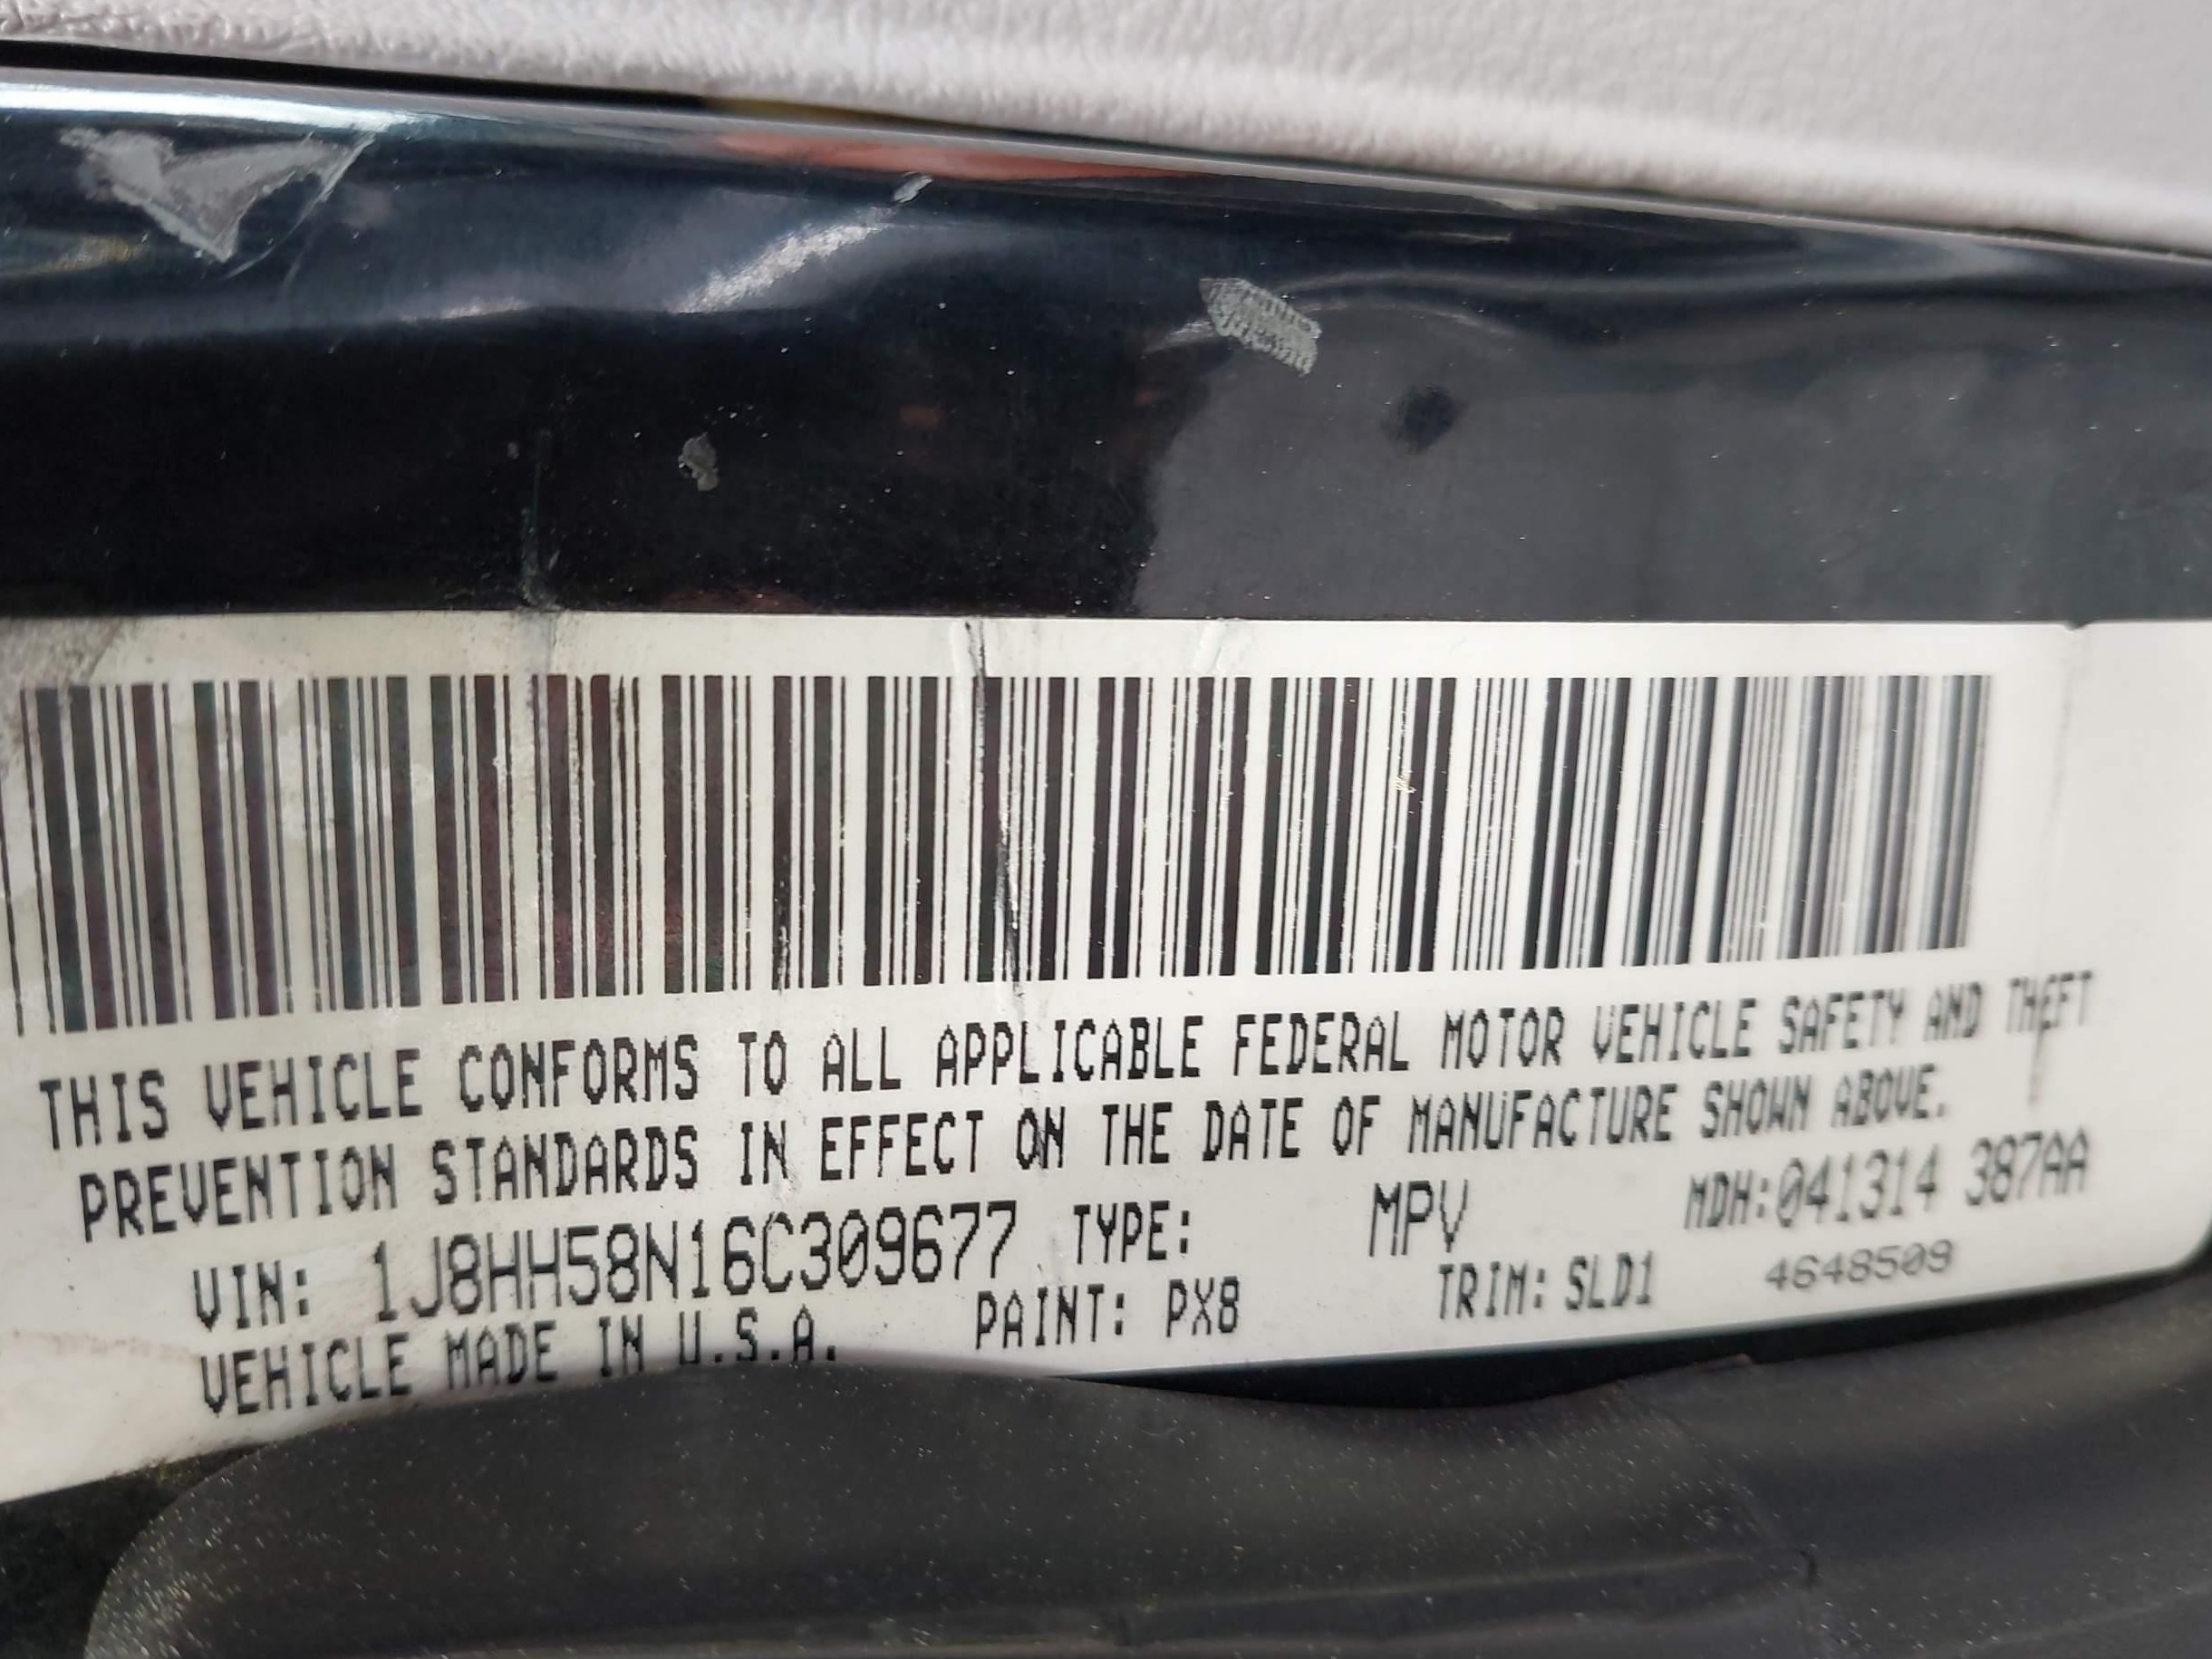 THIS VEHICLE CONFORMS TO ALL APPLICABLE FEDERAL MOTOR VEHICLE SAFETY AND THEFT
PREVENTION STANDARDS IN EFFECT ON THE DATE OF MANUFACTURE SHOWN ABOVE.
VIN: 1J8HH58N16C309677 TYPE: MPV MDH:041314 387AA
VEHICLE MADE IN U.S.A. PAINT: PX8 TRIM: SLD1 4648509